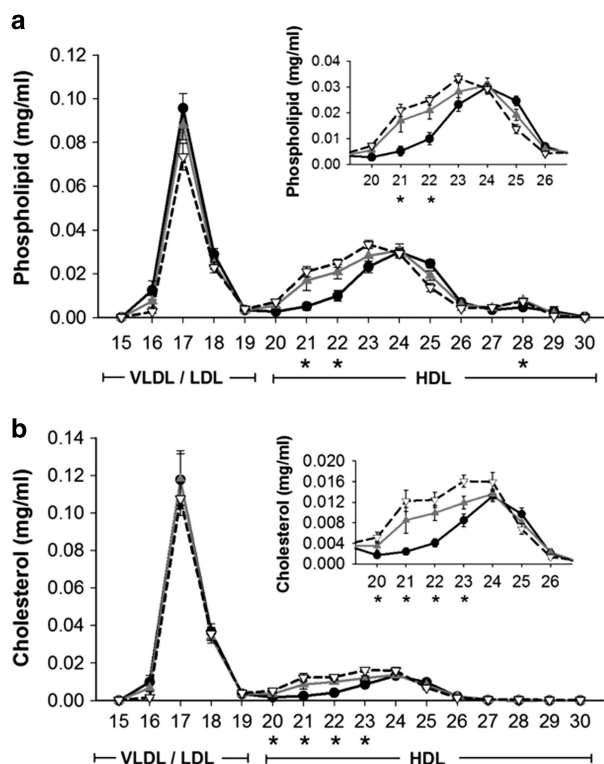 a
Phospholipid (mg/ml)
0.12
0.10
0.08
0.06
0.04
0.02
0.00
15 16 17 18 19 20 21 22 23 24 25 26 27 28 29 30
* * *
VLDL / LDL HDL
Phospholipid (mg/ml)
0.04
0.03
0.02
0.01
0.00
20 21 22 23 24 25 26
* *
b
Cholesterol (mg/ml)
0.14
0.12
0.10
0.08
0.06
0.04
0.02
0.00
15 16 17 18 19 20 21 22 23 24 25 26 27 28 29 30
* * * *
VLDL / LDL HDL
Cholesterol (mg/ml)
0.020
0.016
0.012
0.008
0.004
0.000
20 21 22 23 24 25 26
* * * *